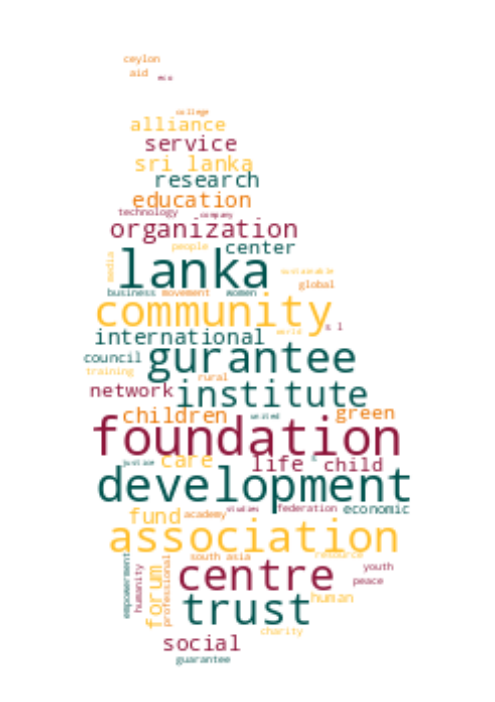 ceylon
aid eco
college
alliance
service
sri lanka
research
education
technology company
organization
people center
media lanka sustainable
global
business movement women
community s l
world
international
gurantee
council
training rural
network institute
children united green
foundation
justice care life child
development
fund academy studies federation economic
association
south asia resource
empowerment humanity forum professional centre youth
peace
trust human
charity
social
guarantee